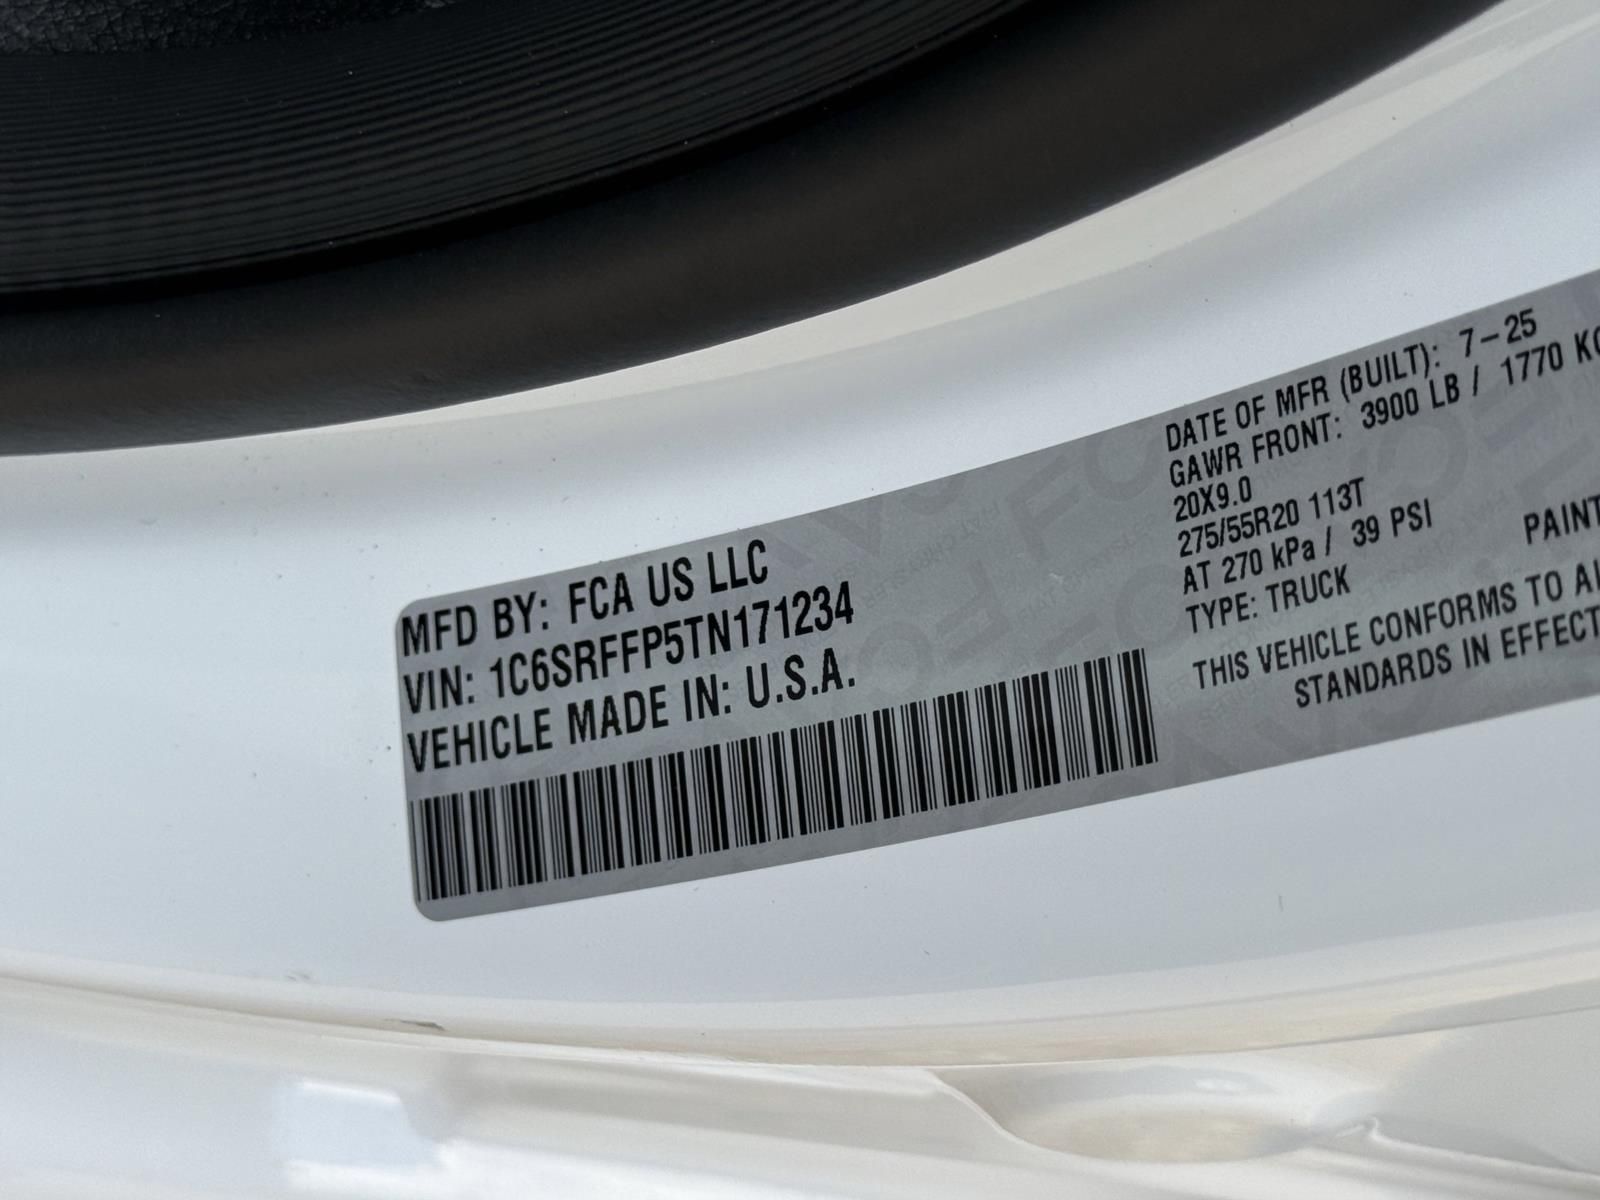 MFD BY: FCA US LLC
VIN: 1C6SRFFP5TN171234
VEHICLE MADE IN: U.S.A.
DATE OF MFR (BUILT): 7-25
GAWR FRONT: 3900 LB / 1770 KG
20X9.0
275/55R20 113T
AT 270 kPa / 39 PSI
TYPE: TRUCK
PAINT
THIS VEHICLE CONFORMS TO
STANDARDS IN EFFECT